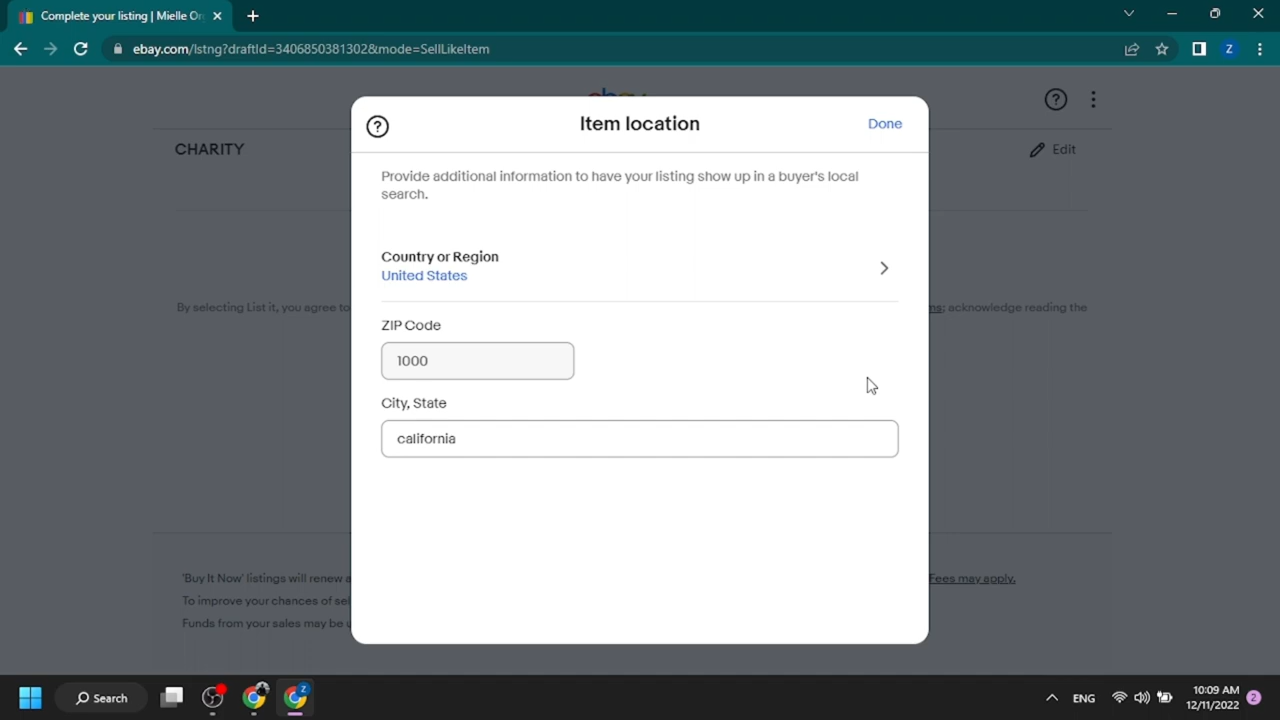 Complete your listing | Mielle Or
ebay.com/lstng?draftId=3406850381302&mode=SellLikeItem
Z
ebay
Item location
Done
CHARITY
Edit
Provide additional information to have your listing show up in a buyer's local
search.
Country or Region
United States
By selecting List it, you agree to
ns; acknowledge reading the
ZIP Code
1000
City, State
california
'Buy It Now' listings will renew a
Fees may apply.
To improve your chances of sel
Funds from your sales may be u
Search
Z
ENG
10:09 AM
12/11/2022
2